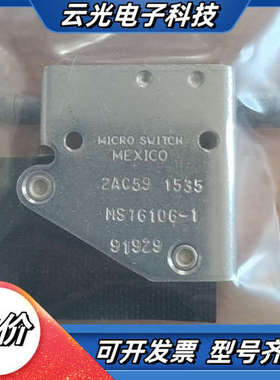 云光电子科技
MICRO SWITCH
MEXICO
2AC59 1535
MS16106-1
91929
价
可开发票 型号齐